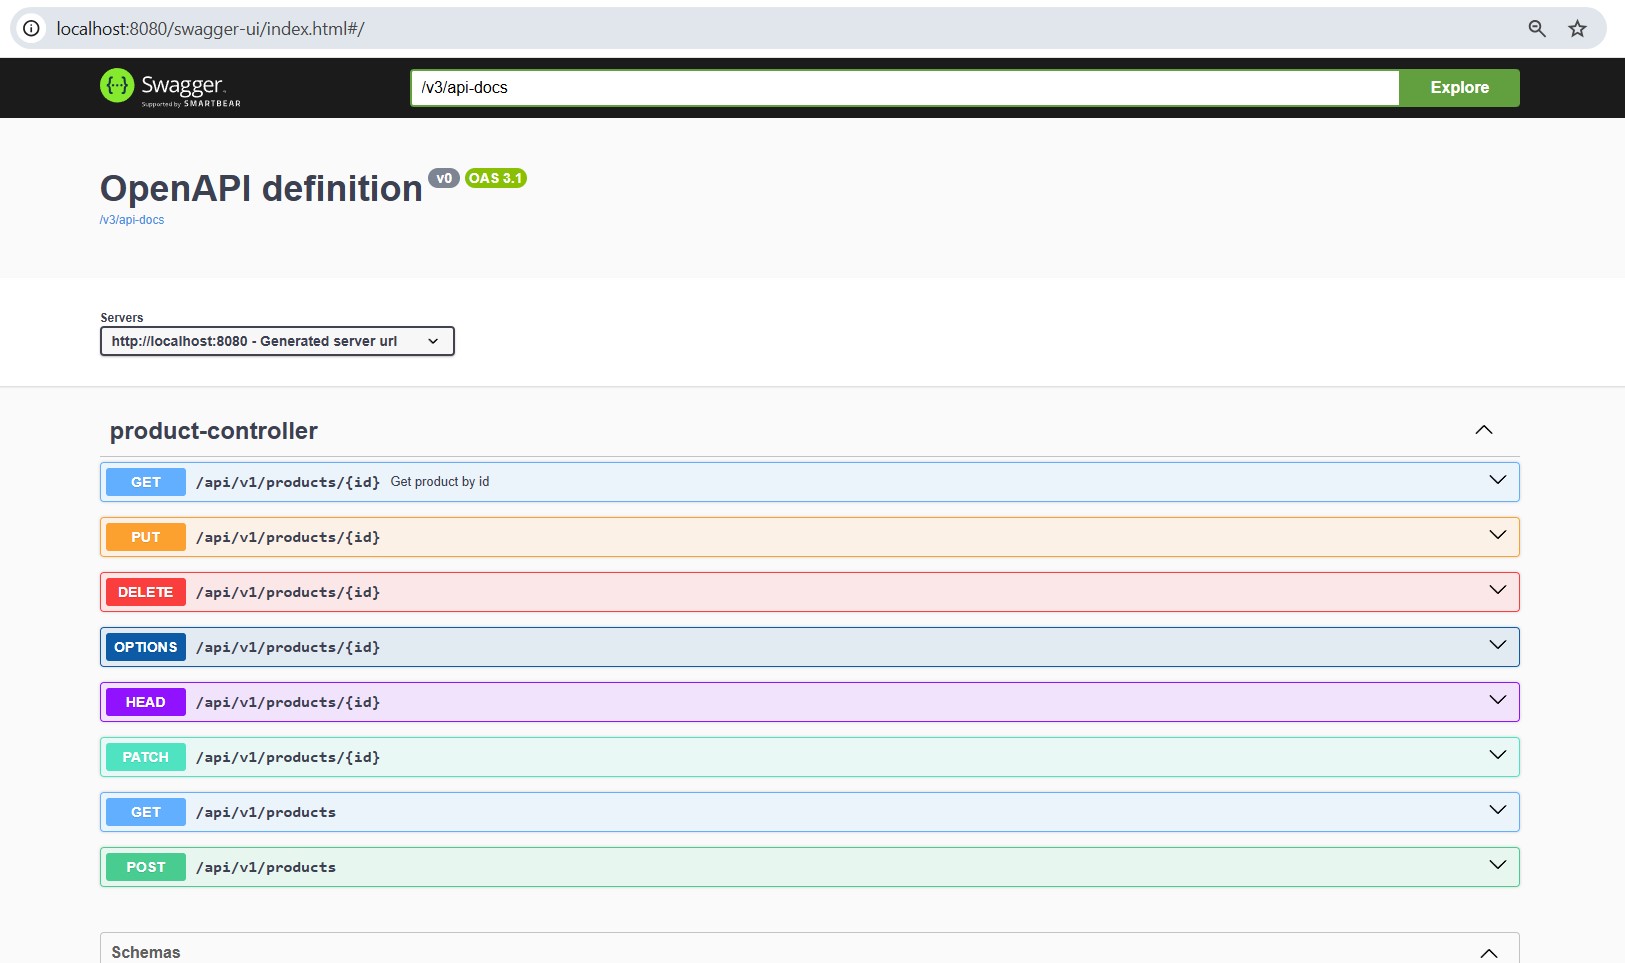 localhost:8080/swagger-ui/index.html#/
{···} Swagger™
Supported by SMARTBEAR
/v3/api-docs
Explore
OpenAPI definition v0 OAS 3.1
/v3/api-docs
Servers
http://localhost:8080 - Generated server url
product-controller
GET /api/v1/products/{id} Get product by id
PUT /api/v1/products/{id}
DELETE /api/v1/products/{id}
OPTIONS /api/v1/products/{id}
HEAD /api/v1/products/{id}
PATCH /api/v1/products/{id}
GET /api/v1/products
POST /api/v1/products
Schemas